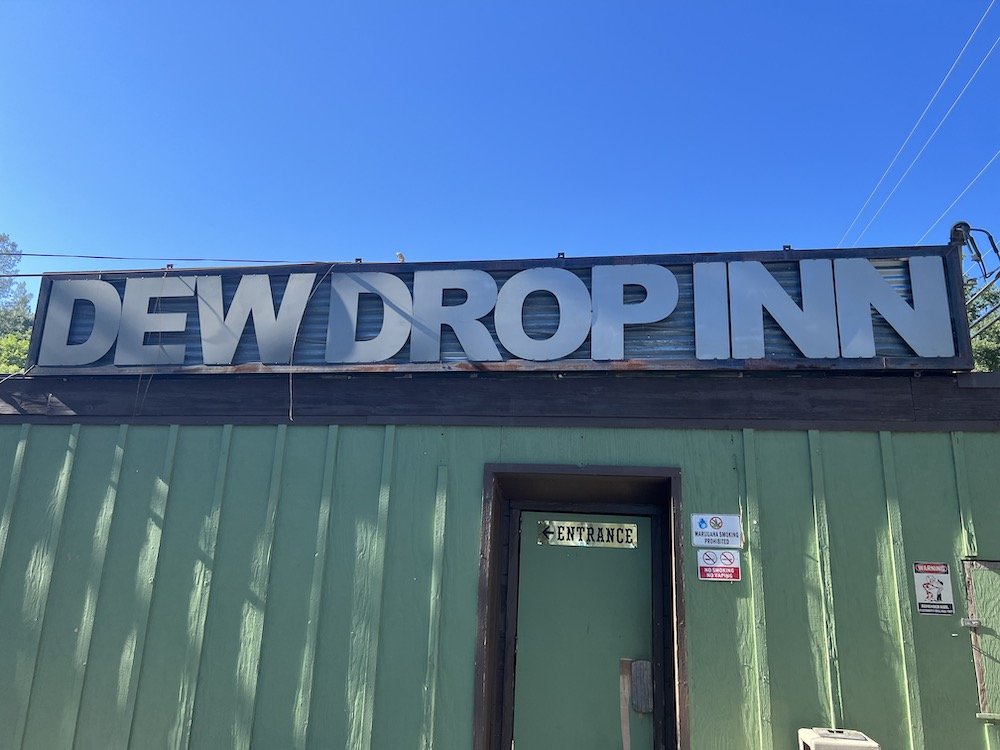 DEW DROP INN
ENTRANCE
MARIJUANA SMOKING
PROHIBITED
NO SMOKING
NO VAPING
WARNING